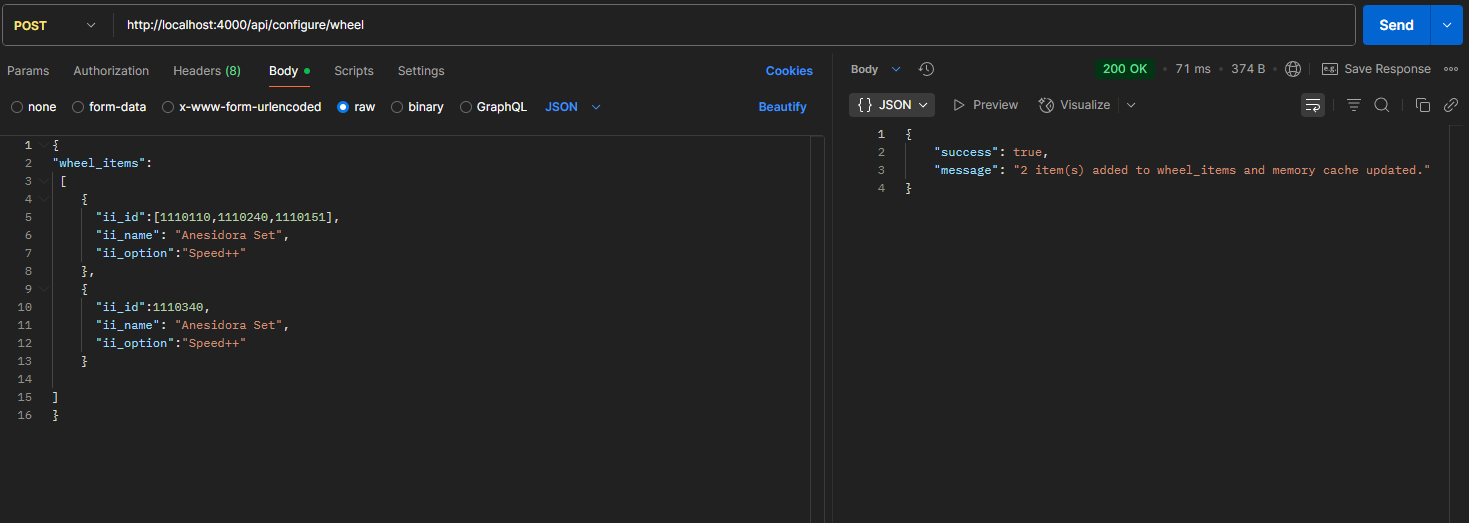 POST http://localhost:4000/api/configure/wheel Send
Params Authorization Headers (8) Body Scripts Settings Cookies
none form-data x-www-form-urlencoded raw binary GraphQL JSON Beautify
1 {
2 "wheel_items":
3 [
4 {
5 "ii_id":[1110110,1110240,1110151],
6 "ii_name": "Anesidora Set",
7 "ii_option":"Speed++"
8 },
9 {
10 "ii_id":1110340,
11 "ii_name": "Anesidora Set",
12 "ii_option":"Speed++"
13 }
14
15 ]
16 }
Body 200 OK • 71 ms • 374 B • e.g. Save Response
{} JSON Preview Visualize
1 {
2 "success": true,
3 "message": "2 item(s) added to wheel_items and memory cache updated."
4 }